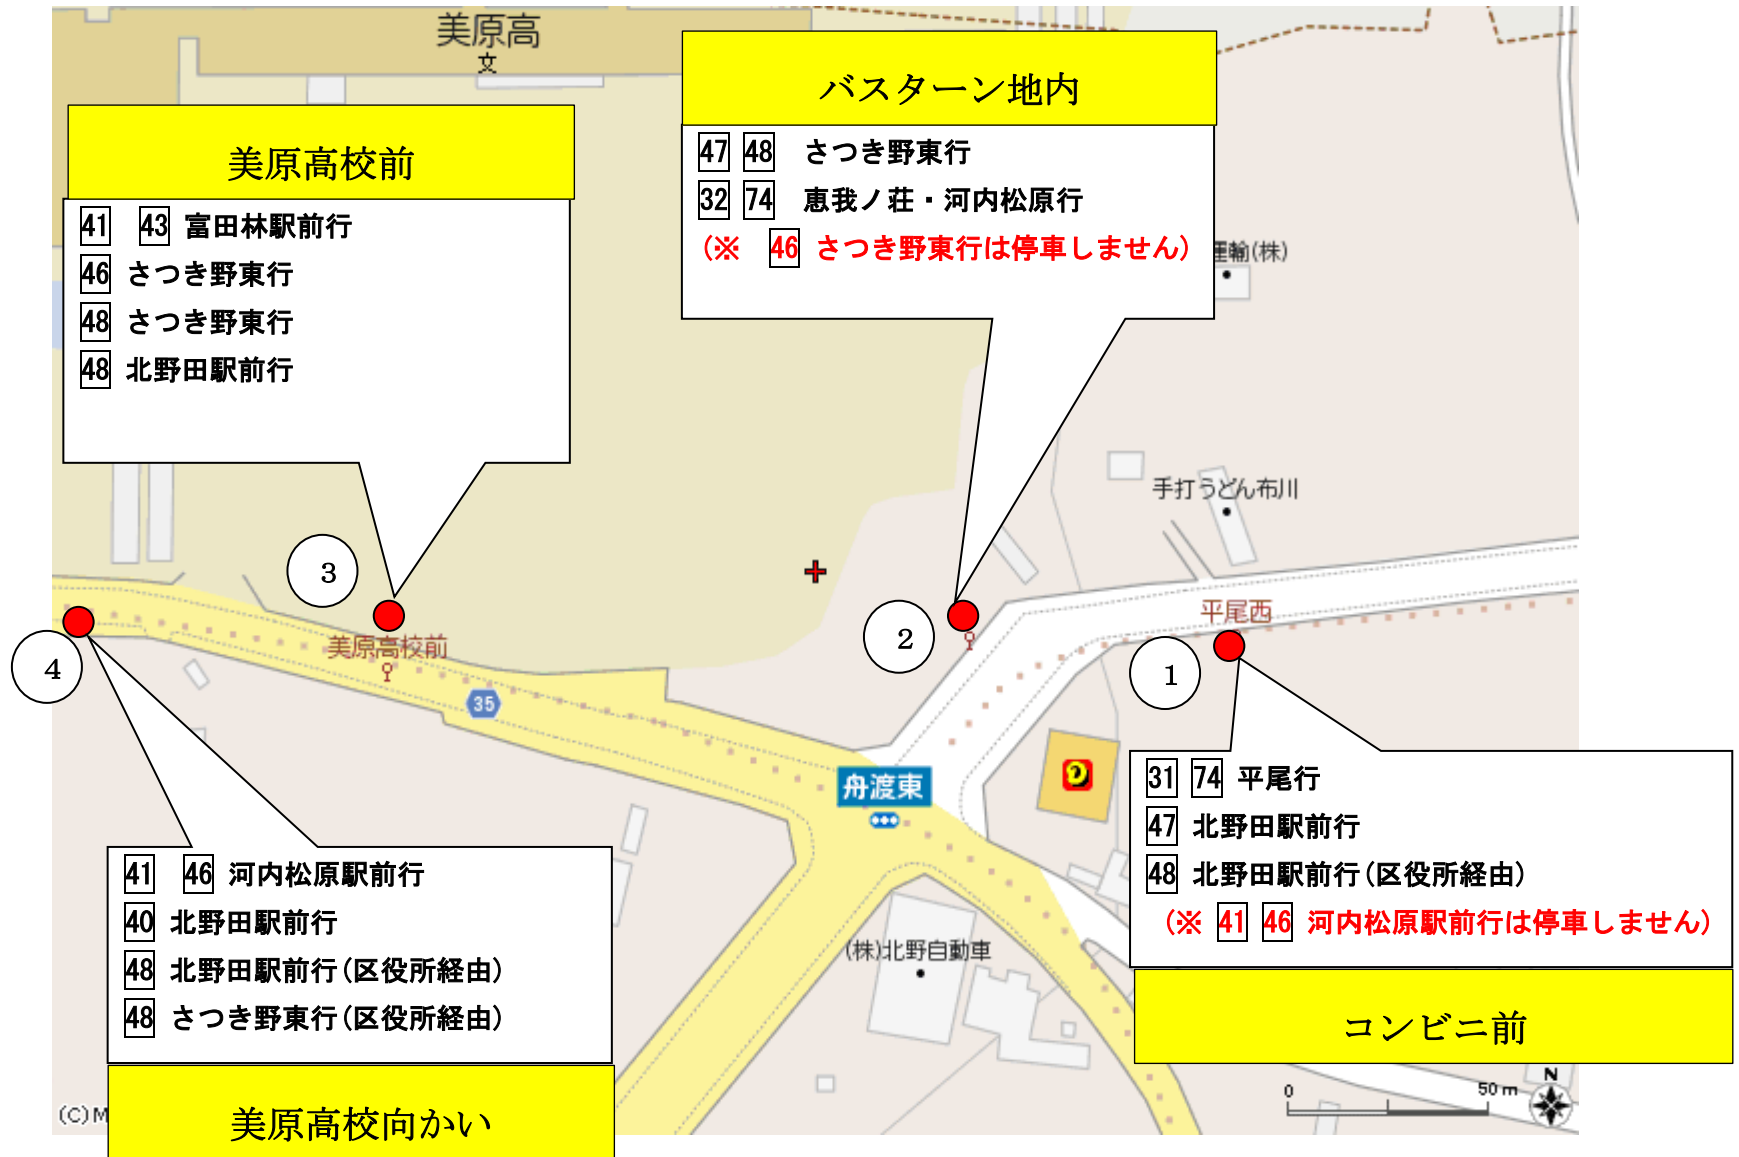 美原高
文
バスターン地内
47 48 さつき野東行
32 74 恵我ノ荘・河内松原行
(※ 46 さつき野東行は停車しません)
美原高校前
41 43 富田林駅前行
46 さつき野東行
48 さつき野東行
48 北野田駅前行
運輸(株)
手打うどん布川
3
2
4
1
美原高校前
平尾西
35
舟渡東
31 74 平尾行
47 北野田駅前行
48 北野田駅前行(区役所経由)
(※ 41 46 河内松原駅前行は停車しません)
コンビニ前
41 46 河内松原駅前行
40 北野田駅前行
48 北野田駅前行(区役所経由)
48 さつき野東行(区役所経由)
美原高校向かい
(株)北野自動車
0 50 m
N
(C)M